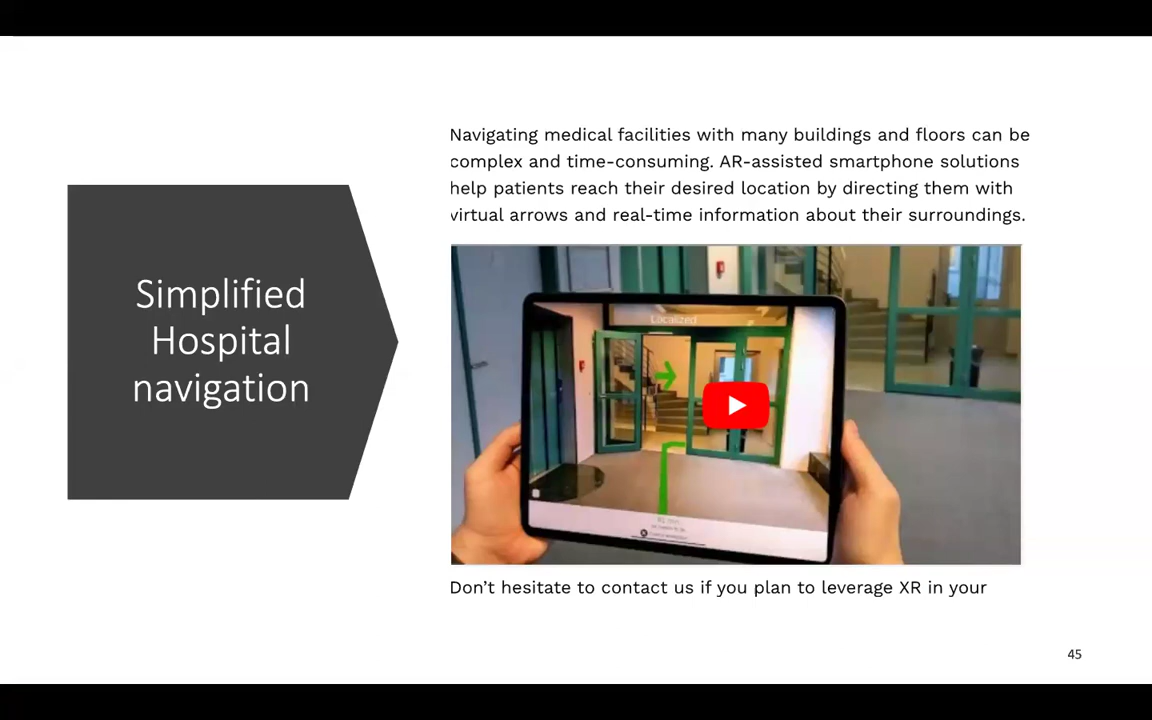 Simplified
Hospital
navigation
Navigating medical facilities with many buildings and floors can be
complex and time-consuming. AR-assisted smartphone solutions
help patients reach their desired location by directing them with
virtual arrows and real-time information about their surroundings.
Localized
Don’t hesitate to contact us if you plan to leverage XR in your
45